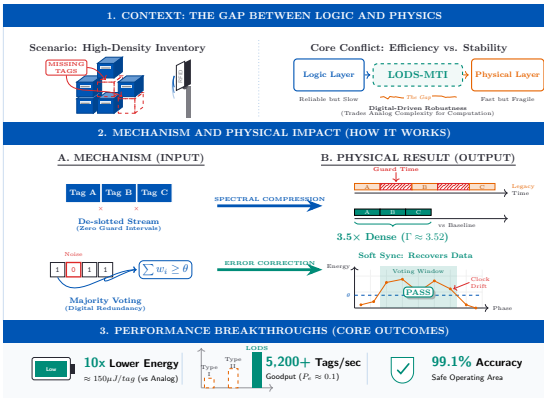 1. CONTEXT: THE GAP BETWEEN LOGIC AND PHYSICS
Scenario: High-Density Inventory
MISSING
TAGS
Core Conflict: Efficiency vs. Stability
Logic Layer
LODS-MTI
Physical Layer
Reliable but Slow
The Gap
Fast but Fragile
Digital-Driven Robustness
(Trades Analog Complexity for Computation)
2. MECHANISM AND PHYSICAL IMPACT (HOW IT WORKS)
A. MECHANISM (INPUT)
Tag A
Tag B
Tag C
×
×
De-slotted Stream
(Zero Guard Intervals)
SPECTRAL COMPRESSION
B. PHYSICAL RESULT (OUTPUT)
Guard Time
A
B
C
Legacy
Time
A
B
C
vs Baseline
3.5× Dense (Γ ≈ 3.52)
Noise
1
0
1
1
∑ wᵢ ≥ θ
Majority Voting
(Digital Redundancy)
ERROR CORRECTION
Soft Sync: Recovers Data
Energy
Voting Window
PASS
θ
Clock
Drift
Phase
3. PERFORMANCE BREAKTHROUGHS (CORE OUTCOMES)
Low
10x Lower Energy
≈ 150μJ/tag (vs Analog)
Type
I
Type
II
LODS
5,200+ Tags/sec
Goodput (Pₑ ≈ 0.1)
99.1% Accuracy
Safe Operating Area